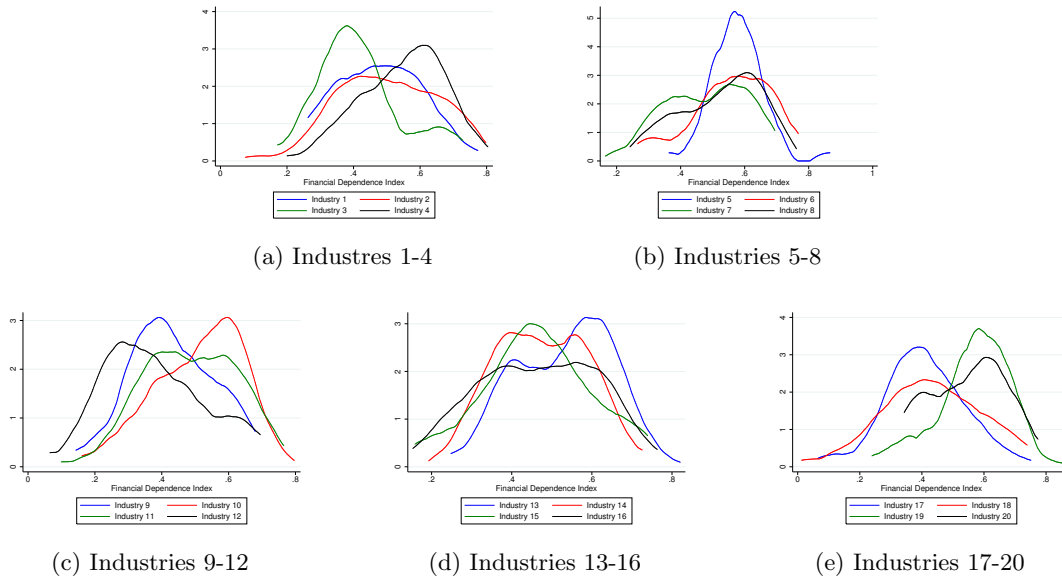 4
3
2
1
0
0 .2 .4 .6 .8
Financial Dependence Index
Industry 1 Industry 2
Industry 3 Industry 4
(a) Industres 1-4
5
4
3
2
1
0
.2 .4 .6 .8 1
Financial Dependence Index
Industry 5 Industry 6
Industry 7 Industry 8
(b) Industries 5-8
3
2
1
0
0 .2 .4 .6 .8
Financial Dependence Index
Industry 9 Industry 10
Industry 11 Industry 12
(c) Industries 9-12
3
2
1
0
.2 .4 .6 .8
Financial Dependence Index
Industry 13 Industry 14
Industry 15 Industry 16
(d) Industries 13-16
4
3
2
1
0
0 .2 .4 .6 .8
Financial Dependence Index
Industry 17 Industry 18
Industry 19 Industry 20
(e) Industries 17-20